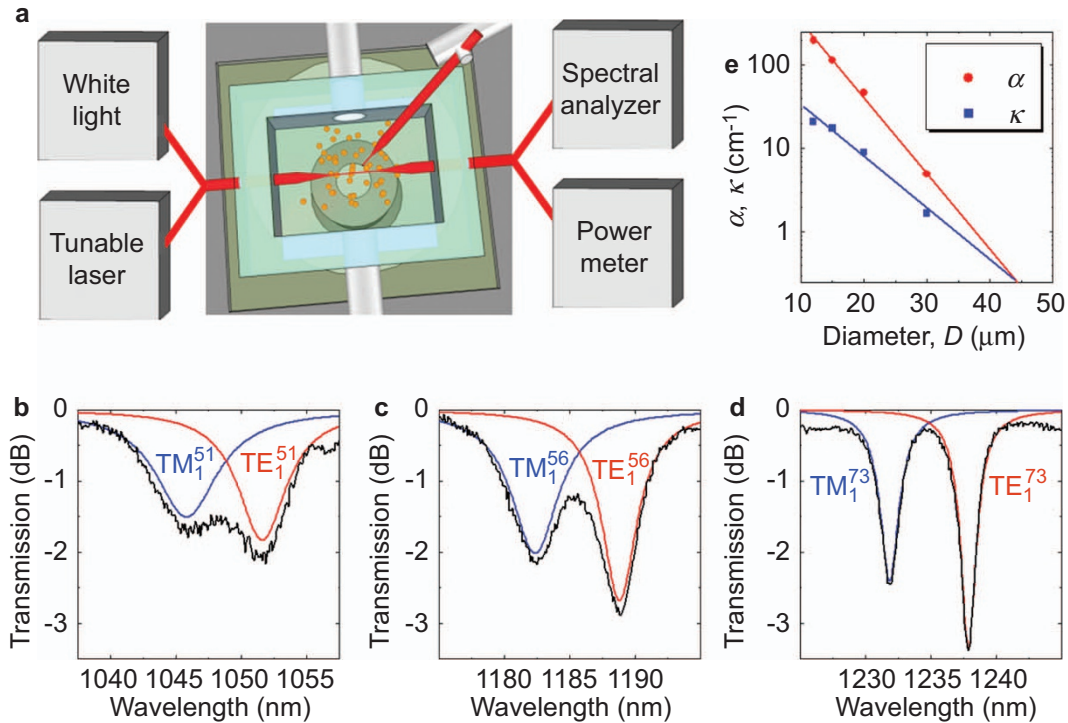 a
White
light
Tunable
laser
Spectral
analyzer
Power
meter
e
α
κ
α, κ (cm⁻¹)
100
10
1
10 20 30 40 50
Diameter, D (μm)
b
0
-1
-2
-3
Transmission (dB)
TM₁⁵¹ TE₁⁵¹
1040 1045 1050 1055
Wavelength (nm)
c
0
-1
-2
-3
Transmission (dB)
TM₁⁵⁶ TE₁⁵⁶
1180 1185 1190
Wavelength (nm)
d
0
-1
-2
-3
Transmission (dB)
TM₁⁷³ TE₁⁷³
1230 1235 1240
Wavelength (nm)